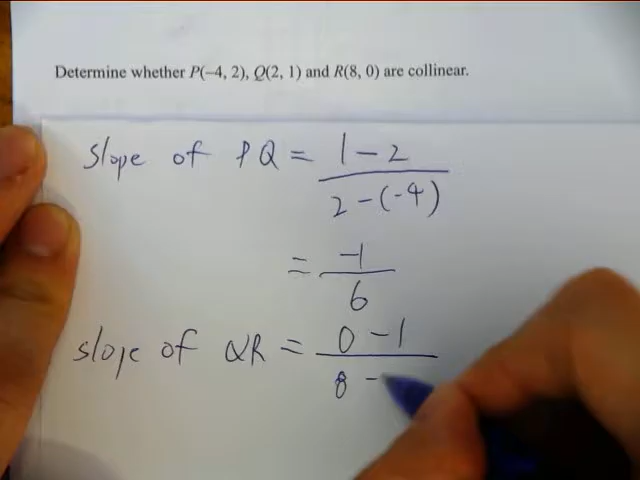 Determine whether P(−4, 2), Q(2, 1) and R(8, 0) are collinear.
Slope of PQ = 1 − 2
2 − (−4)
= −1
6
slope of QR = 0 − 1
8 −